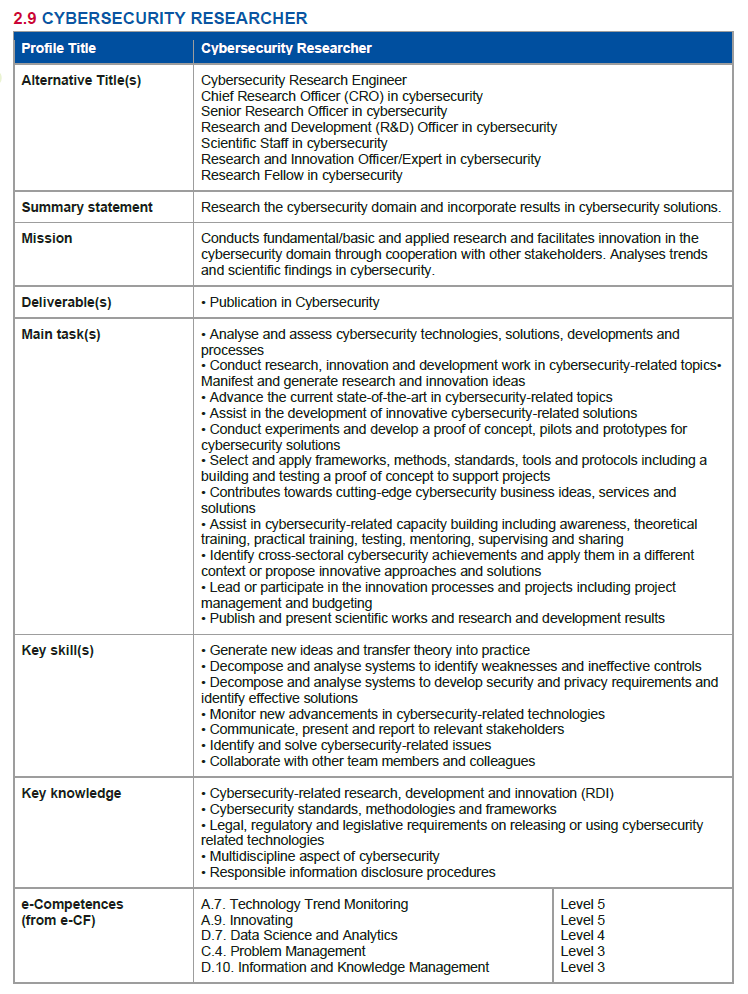 2.9 CYBERSECURITY RESEARCHER
Profile Title Cybersecurity Researcher
Alternative Title(s) Cybersecurity Research Engineer
Chief Research Officer (CRO) in cybersecurity
Senior Research Officer in cybersecurity
Research and Development (R&D) Officer in cybersecurity
Scientific Staff in cybersecurity
Research and Innovation Officer/Expert in cybersecurity
Research Fellow in cybersecurity
Summary statement Research the cybersecurity domain and incorporate results in cybersecurity solutions.
Mission Conducts fundamental/basic and applied research and facilitates innovation in the
cybersecurity domain through cooperation with other stakeholders. Analyses trends
and scientific findings in cybersecurity.
Deliverable(s) • Publication in Cybersecurity
Main task(s) • Analyse and assess cybersecurity technologies, solutions, developments and
processes
• Conduct research, innovation and development work in cybersecurity-related topics•
Manifest and generate research and innovation ideas
• Advance the current state-of-the-art in cybersecurity-related topics
• Assist in the development of innovative cybersecurity-related solutions
• Conduct experiments and develop a proof of concept, pilots and prototypes for
cybersecurity solutions
• Select and apply frameworks, methods, standards, tools and protocols including a
building and testing a proof of concept to support projects
• Contributes towards cutting-edge cybersecurity business ideas, services and
solutions
• Assist in cybersecurity-related capacity building including awareness, theoretical
training, practical training, testing, mentoring, supervising and sharing
• Identify cross-sectoral cybersecurity achievements and apply them in a different
context or propose innovative approaches and solutions
• Lead or participate in the innovation processes and projects including project
management and budgeting
• Publish and present scientific works and research and development results
Key skill(s) • Generate new ideas and transfer theory into practice
• Decompose and analyse systems to identify weaknesses and ineffective controls
• Decompose and analyse systems to develop security and privacy requirements and
identify effective solutions
• Monitor new advancements in cybersecurity-related technologies
• Communicate, present and report to relevant stakeholders
• Identify and solve cybersecurity-related issues
• Collaborate with other team members and colleagues
Key knowledge • Cybersecurity-related research, development and innovation (RDI)
• Cybersecurity standards, methodologies and frameworks
• Legal, regulatory and legislative requirements on releasing or using cybersecurity
related technologies
• Multidiscipline aspect of cybersecurity
• Responsible information disclosure procedures
e-Competences A.7. Technology Trend Monitoring Level 5
(from e-CF) A.9. Innovating Level 5
D.7. Data Science and Analytics Level 4
C.4. Problem Management Level 3
D.10. Information and Knowledge Management Level 3